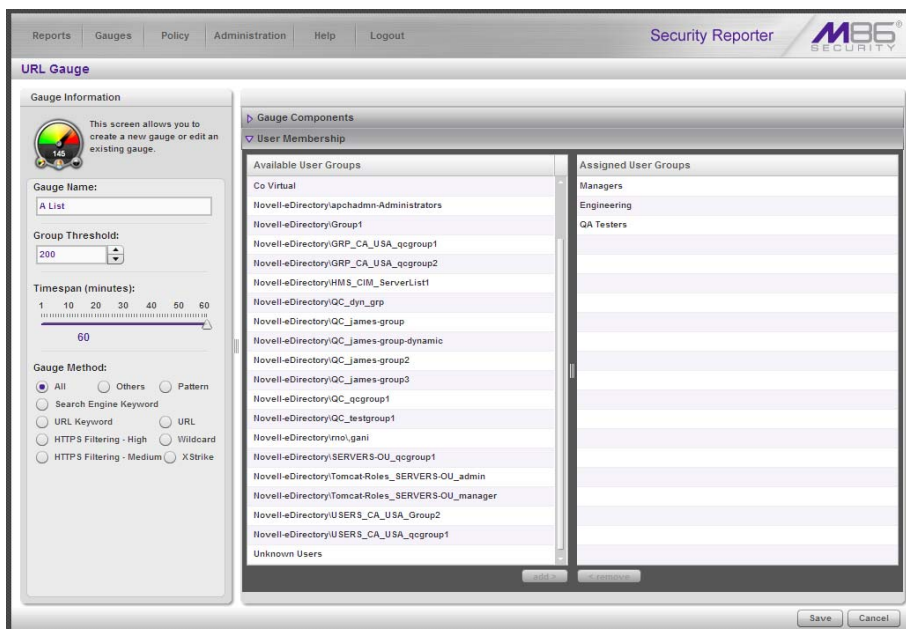 Reports Gauges Policy Administration Help Logout
Security Reporter
M86®
SECURITY
URL Gauge
Gauge Information
This screen allows you to
create a new gauge or edit an
existing gauge.
145
Gauge Name:
A List
Group Threshold:
200
Timespan (minutes):
1 10 20 30 40 50 60
60
Gauge Method:
All Others Pattern
Search Engine Keyword
URL Keyword URL
HTTPS Filtering - High Wildcard
HTTPS Filtering - Medium XStrike
Gauge Components
User Membership
Available User Groups
Co Virtual
Novell-eDirectory\apchadmn-Administrators
Novell-eDirectory\Group1
Novell-eDirectory\GRP_CA_USA_qcgroup1
Novell-eDirectory\GRP_CA_USA_qcgroup2
Novell-eDirectory\HMS_CIM_ServerList1
Novell-eDirectory\QC_dyn_grp
Novell-eDirectory\QC_james-group
Novell-eDirectory\QC_james-group-dynamic
Novell-eDirectory\QC_james-group2
Novell-eDirectory\QC_james-group3
Novell-eDirectory\QC_qcgroup1
Novell-eDirectory\QC_testgroup1
Novell-eDirectory\rno\,gani
Novell-eDirectory\SERVERS-OU_qcgroup1
Novell-eDirectory\Tomcat-Roles_SERVERS-OU_admin
Novell-eDirectory\Tomcat-Roles_SERVERS-OU_manager
Novell-eDirectory\USERS_CA_USA_Group2
Novell-eDirectory\USERS_CA_USA_qcgroup1
Unknown Users
add >
Assigned User Groups
Managers
Engineering
QA Testers
< remove
Save Cancel